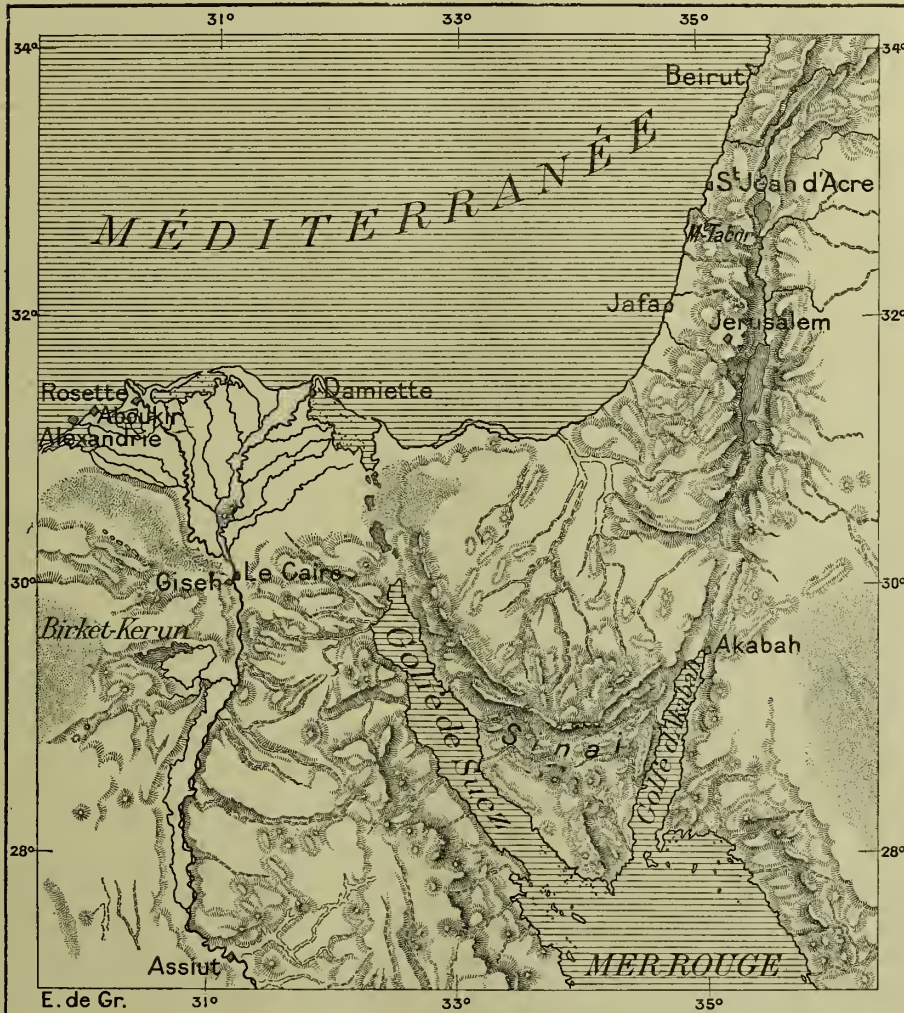 31° 33° 35°
34° 34°
Beirut
MÉDITERRANÉE
St Jean d'Acre
Mt Tabor
Jafa
32° Jerusalem 32°
Rosette Damiette
Aboukir
Alexandrie
30° Giseh Le Caire 30°
Birket-Kerun
Akabah
Golfe de Suez
Sinaï
Golfe d'Akabah
28° 28°
Assiut
MER ROUGE
E. de Gr. 31° 33° 35°